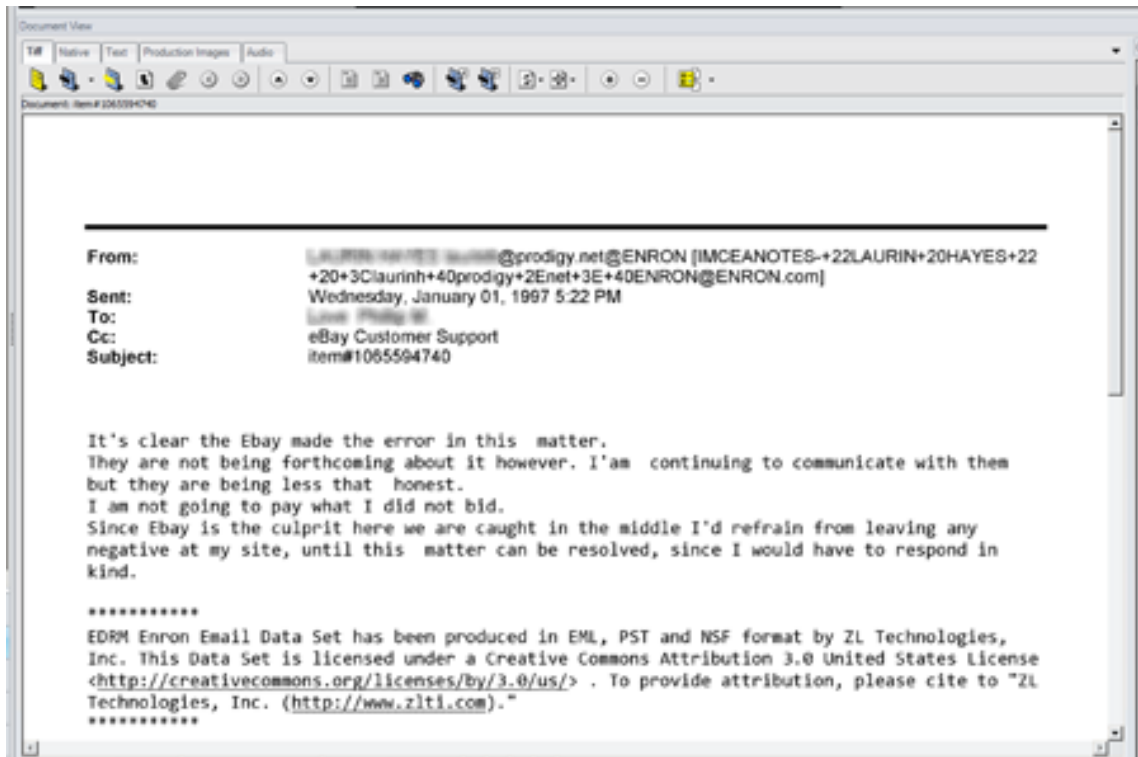 Document View
Tiff Native Text Production Images Audio
Document: item#1065594740
From: @prodigy.net@ENRON [IMCEANOTES-+22LAURIN+20HAYES+22
+20+3Claurinh+40prodigy+2Enet+3E+40ENRON@ENRON.com]
Sent: Wednesday, January 01, 1997 5:22 PM
To:
Cc: eBay Customer Support
Subject: item#1065594740
It's clear the Ebay made the error in this  matter.
They are not being forthcoming about it however. I'am  continuing to communicate with them
but they are being less that  honest.
I am not going to pay what I did not bid.
Since Ebay is the culprit here we are caught in the middle I'd refrain from leaving any
negative at my site, until this  matter can be resolved, since I would have to respond in
kind.
***********
EDRM Enron Email Data Set has been produced in EML, PST and NSF format by ZL Technologies,
Inc. This Data Set is licensed under a Creative Commons Attribution 3.0 United States License
<http://creativecommons.org/licenses/by/3.0/us/> . To provide attribution, please cite to "ZL
Technologies, Inc. (http://www.zlti.com)."
***********